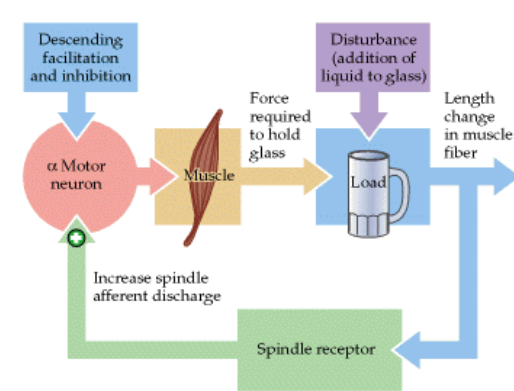 Descending
facilitation
and inhibition
Disturbance
(addition of
liquid to glass)
Force
required
to hold
glass
Length
change
in muscle
fiber
α Motor
neuron
Muscle
Load
+
Increase spindle
afferent discharge
Spindle receptor